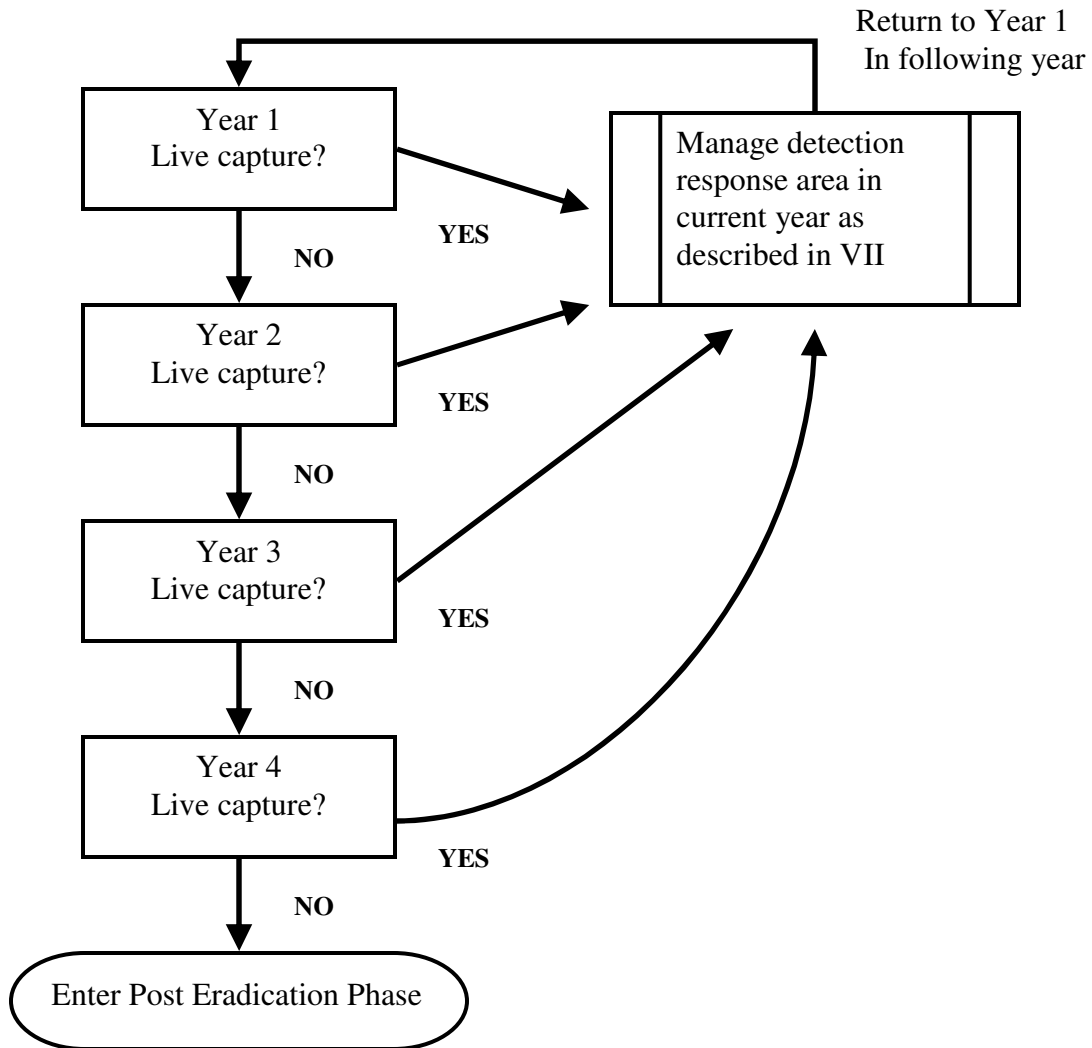 Return to Year 1
In following year
Year 1
Live capture?
Manage detection
response area in
current year as
described in VII
YES
NO
Year 2
Live capture?
YES
NO
Year 3
Live capture?
YES
NO
Year 4
Live capture?
YES
NO
Enter Post Eradication Phase